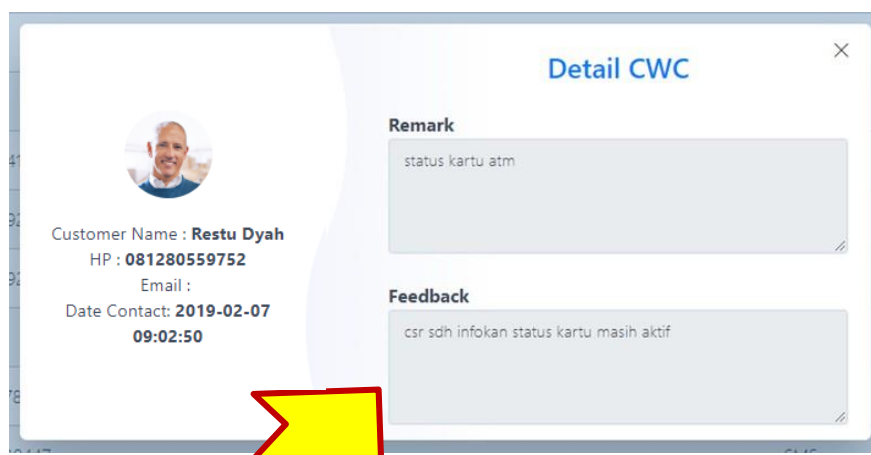 Detail CWC
Customer Name : Restu Dyah
HP : 081280559752
Email :
Date Contact: 2019-02-07
09:02:50
Remark
status kartu atm
Feedback
csr sdh infokan status kartu masih aktif